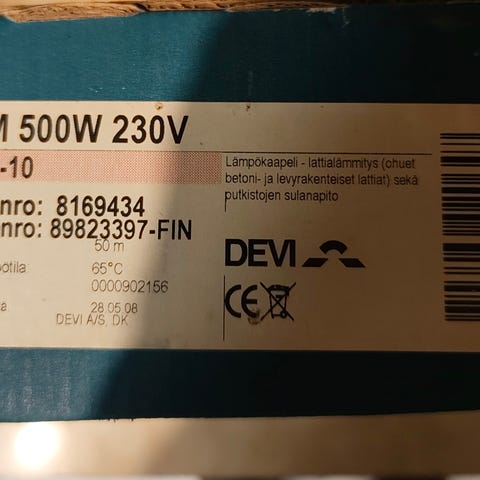 M 500W 230V
-10
nro: 8169434
nro: 89823397-FIN
50 m
ötila: 65°C
0000902156
ä 28.05.08
DEVI A/S, DK
Lämpökaapeli - lattialämmitys (ohuet
betoni- ja levyrakenteiset lattiat) sekä
putkistojen sulanapito
DEVI
CE